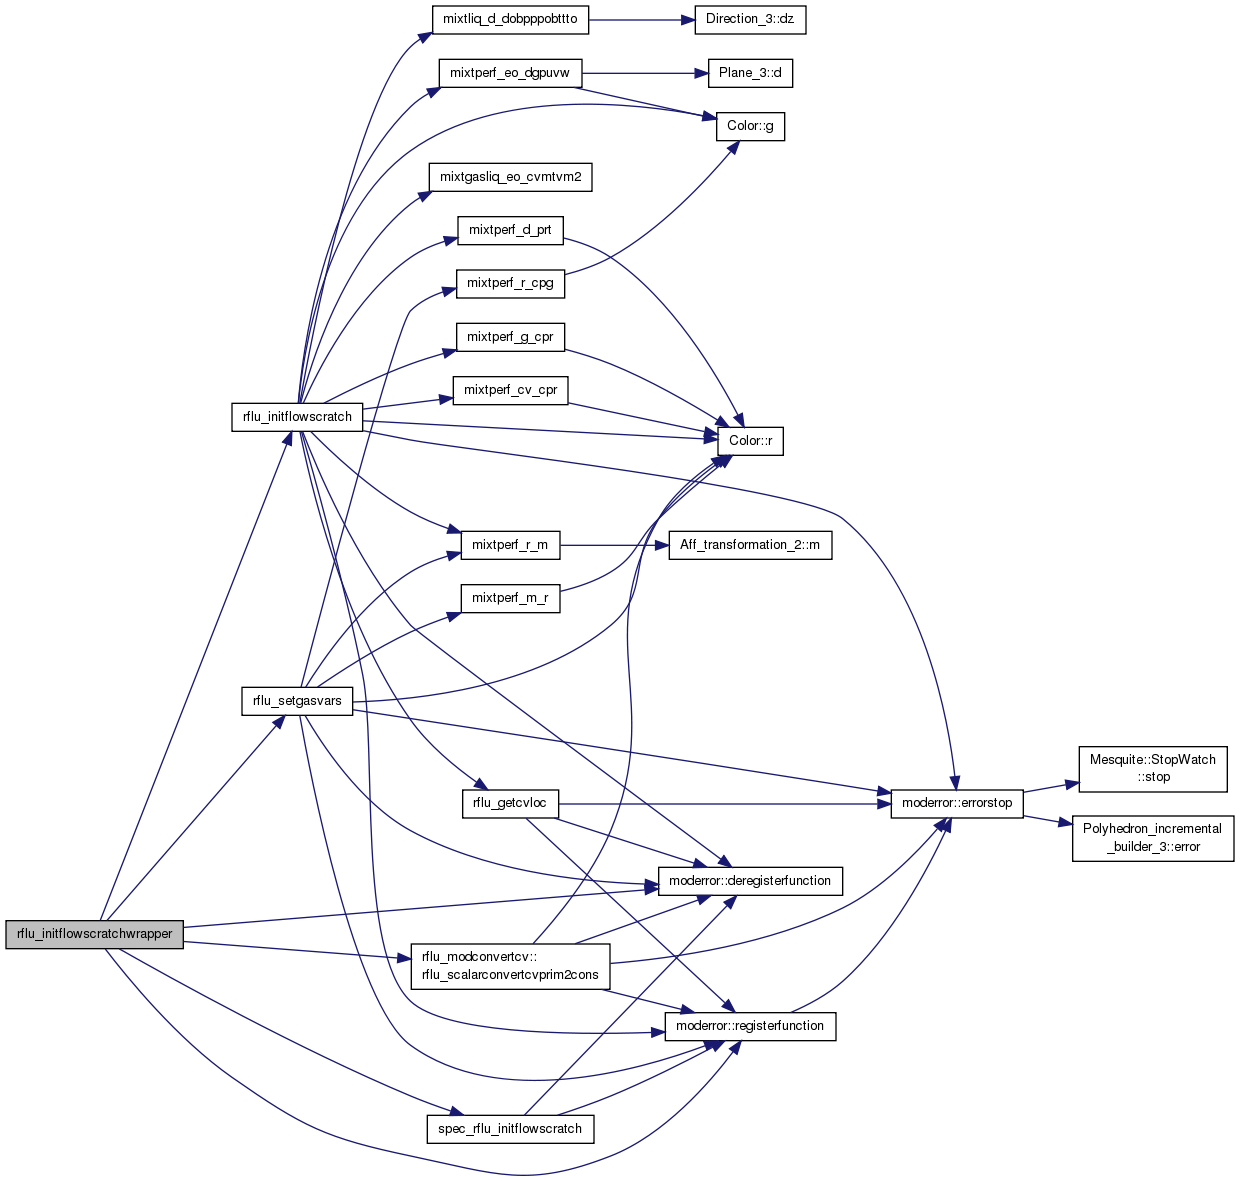 mixtliq_d_dobpppobttto
Direction_3::dz
mixtperf_eo_dgpuvw
Plane_3::d
Color::g
mixtgasliq_eo_cvmtvm2
mixtperf_d_prt
mixtperf_r_cpg
mixtperf_g_cpr
mixtperf_cv_cpr
rflu_initflowscratch
Color::r
mixtperf_r_m
Aff_transformation_2::m
mixtperf_m_r
rflu_setgasvars
Mesquite::StopWatch
::stop
rflu_getcvloc
moderror::errorstop
Polyhedron_incremental
_builder_3::error
moderror::deregisterfunction
rflu_initflowscratchwrapper
rflu_modconvertcv::
rflu_scalarconvertcvprim2cons
moderror::registerfunction
spec_rflu_initflowscratch